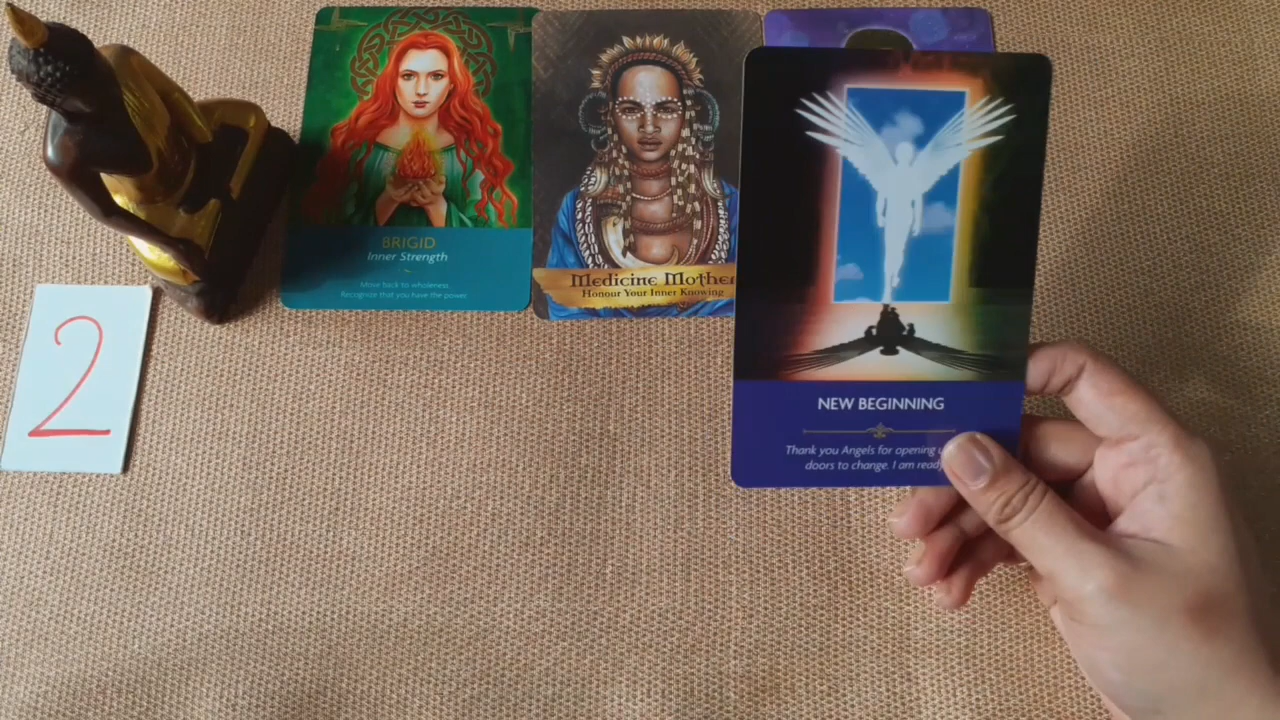 2
BRIGID
Inner Strength
Move back to wholeness.
Recognize that you have the power
Medicine Mother
Honour Your Inner Knowing
NEW BEGINNING
Thank you Angels for opening
doors to change. I am ready